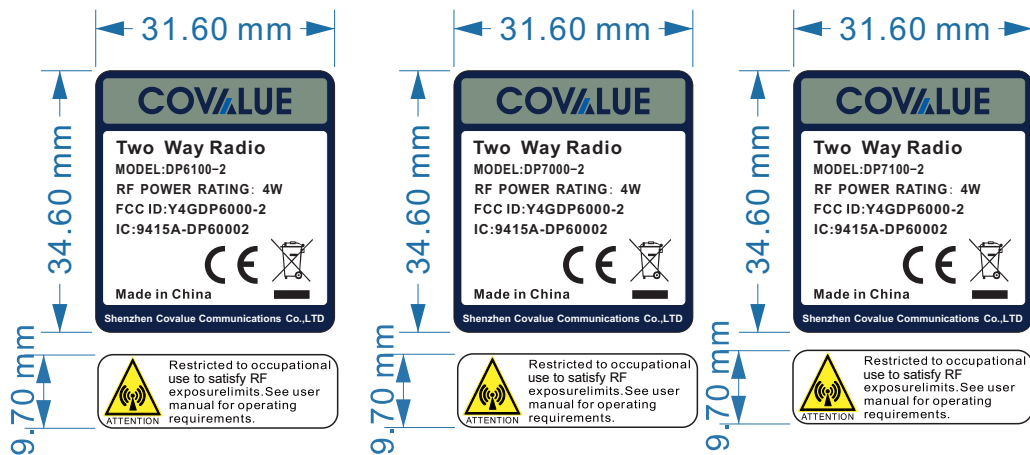 31.60 mm
34.60 mm
COVALUE
Two Way Radio
MODEL:DP6100-2
RF POWER RATING: 4W
FCC ID:Y4GDP6000-2
IC:9415A-DP60002
CE
Made in China
Shenzhen Covalue Communications Co.,LTD
9.70 mm
ATTENTION
Restricted to occupational
use to satisfy RF
exposurelimits.See user
manual for operating
requirements.
31.60 mm
34.60 mm
COVALUE
Two Way Radio
MODEL:DP7000-2
RF POWER RATING: 4W
FCC ID:Y4GDP6000-2
IC:9415A-DP60002
CE
Made in China
Shenzhen Covalue Communications Co.,LTD
9.70 mm
ATTENTION
Restricted to occupational
use to satisfy RF
exposurelimits.See user
manual for operating
requirements.
31.60 mm
34.60 mm
COVALUE
Two Way Radio
MODEL:DP7100-2
RF POWER RATING: 4W
FCC ID:Y4GDP6000-2
IC:9415A-DP60002
CE
Made in China
Shenzhen Covalue Communications Co.,LTD
9.70 mm
ATTENTION
Restricted to occupational
use to satisfy RF
exposurelimits.See user
manual for operating
requirements.